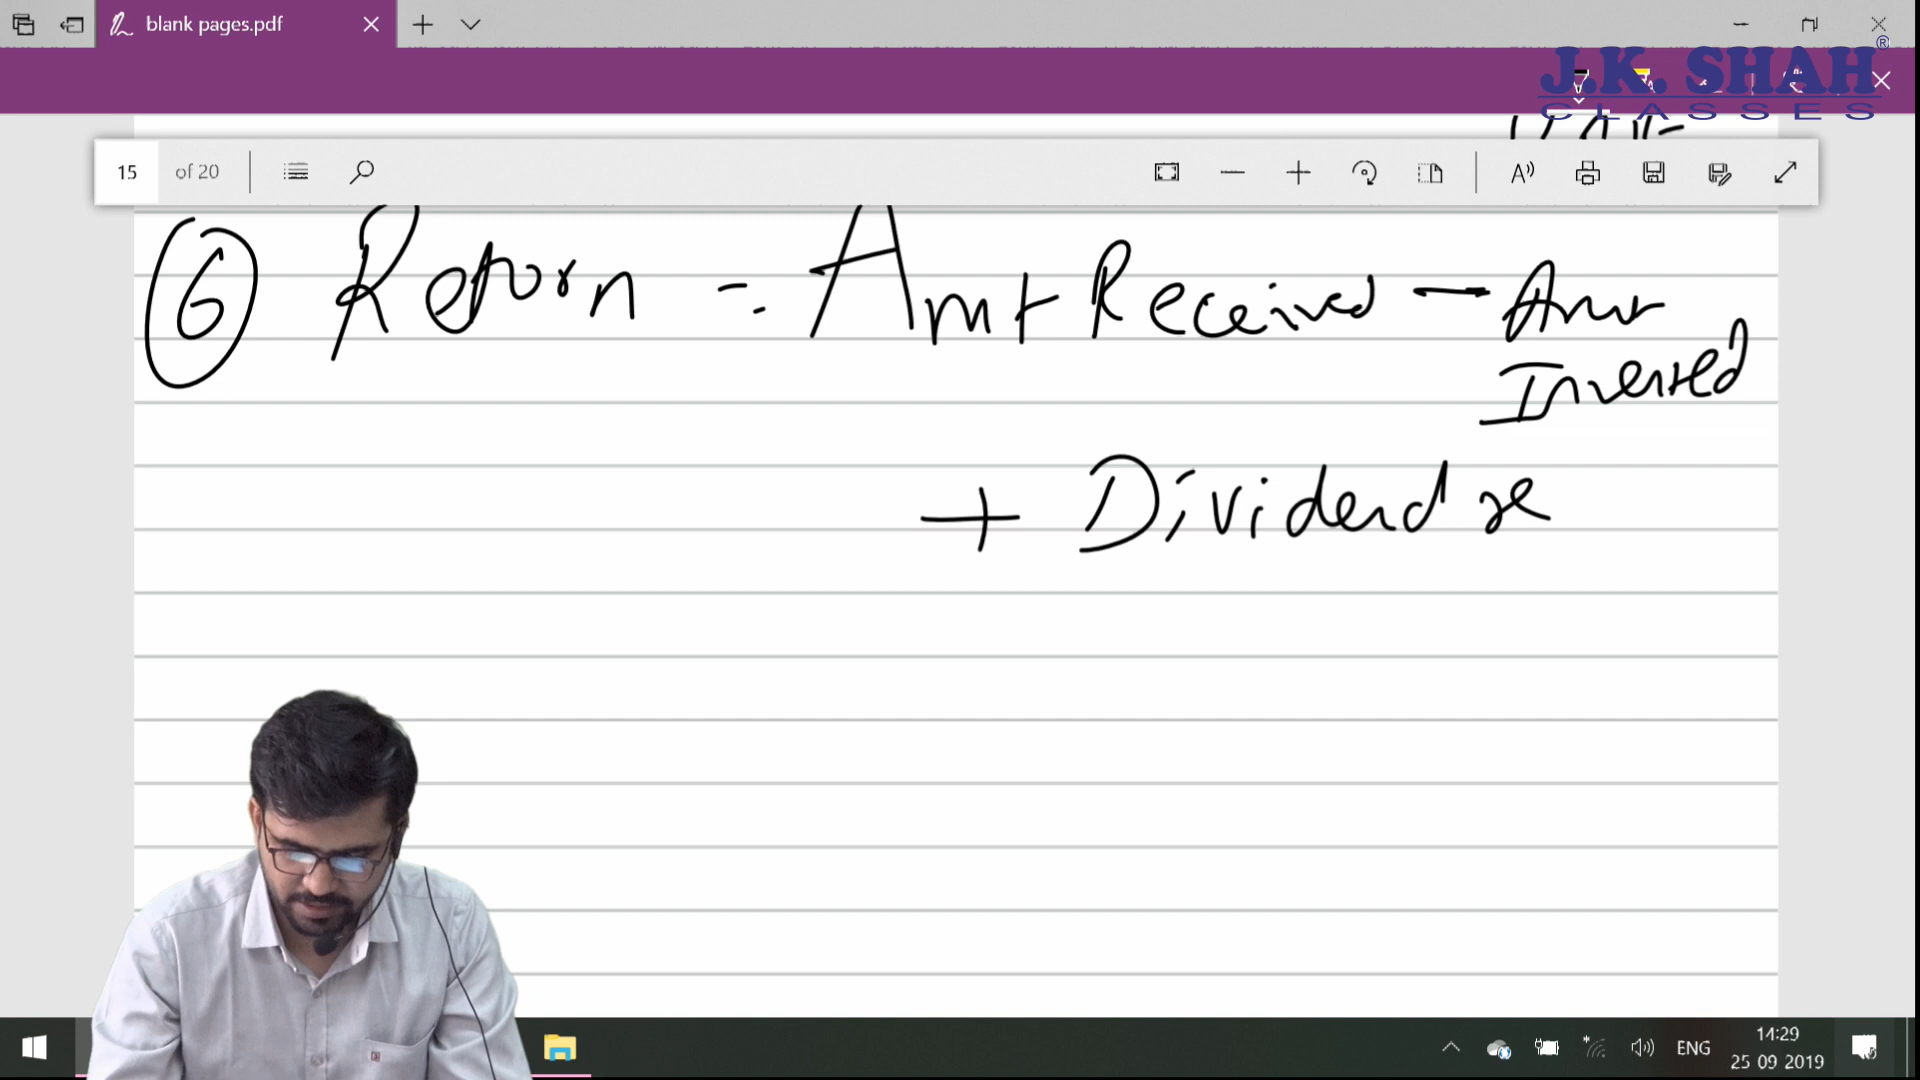 blank pages.pdf
J.K. SHAH®
CLASSES
15 of 20
6 Return = Amt Received - Amt
Invested
+ Dividend re
ENG
14:29
25 09 2019